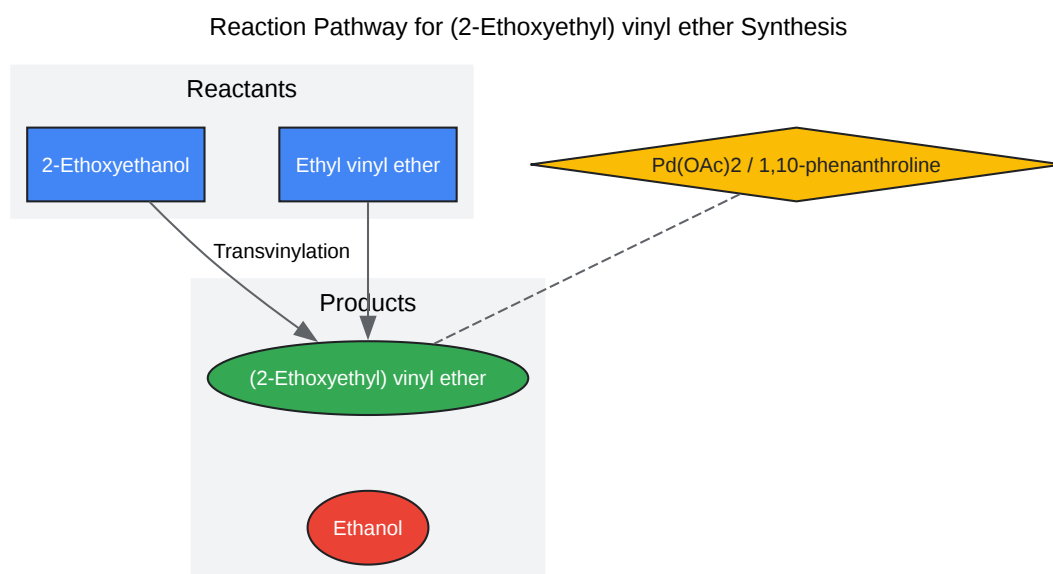 Reaction Pathway for (2-Ethoxyethyl) vinyl ether Synthesis
Reactants
2-Ethoxyethanol
Ethyl vinyl ether
Pd(OAc)2 / 1,10-phenanthroline
Transvinylation
Products
(2-Ethoxyethyl) vinyl ether
Ethanol